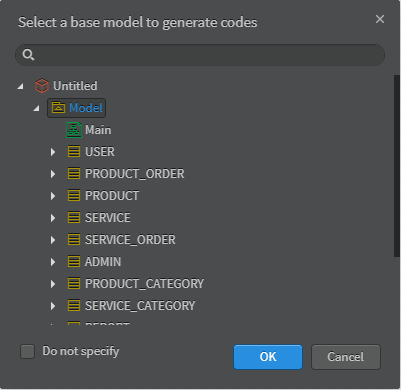 Select a base model to generate codes
Untitled
Model
Main
USER
PRODUCT_ORDER
PRODUCT
SERVICE
SERVICE_ORDER
ADMIN
PRODUCT_CATEGORY
SERVICE_CATEGORY
Do not specify
OK
Cancel